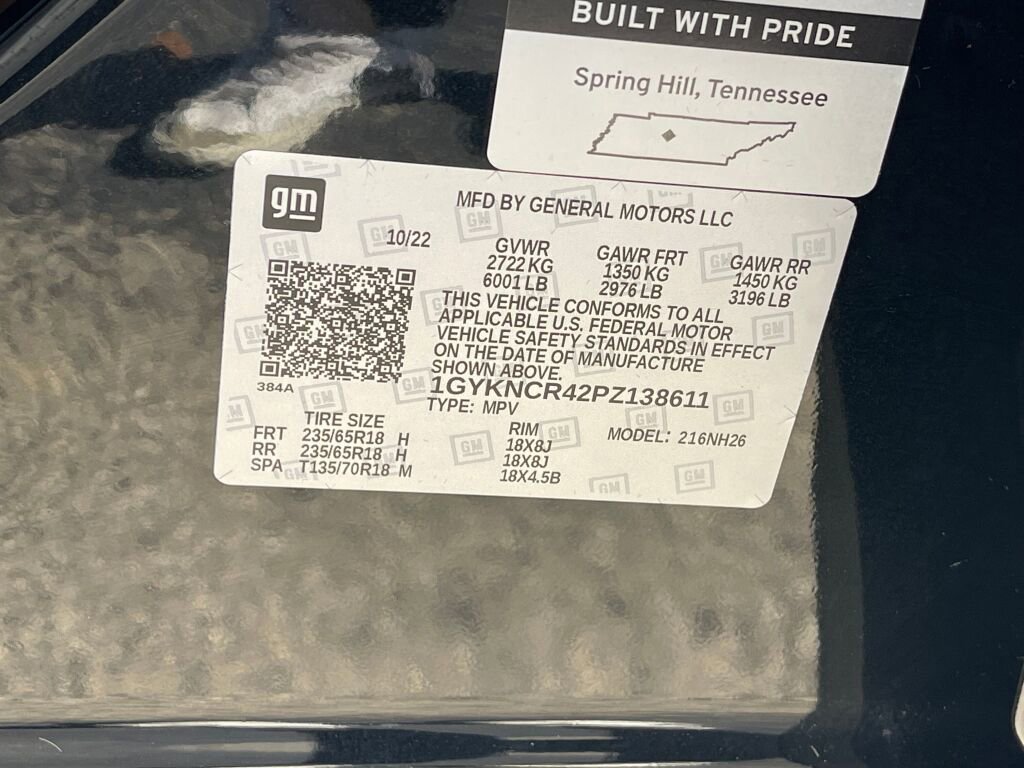 BUILT WITH PRIDE
Spring Hill, Tennessee
gm
MFD BY GENERAL MOTORS LLC
10/22
GVWR
2722 KG
6001 LB
GAWR FRT
1350 KG
2976 LB
GAWR RR
1450 KG
3196 LB
THIS VEHICLE CONFORMS TO ALL
APPLICABLE U.S. FEDERAL MOTOR
VEHICLE SAFETY STANDARDS IN EFFECT
ON THE DATE OF MANUFACTURE
SHOWN ABOVE.
384A
1GYKNCR42PZ138611
TYPE: MPV
TIRE SIZE
RIM
MODEL: 216NH26
FRT 235/65R18 H 18X8J
RR 235/65R18 H 18X8J
SPA T135/70R18 M 18X4.5B